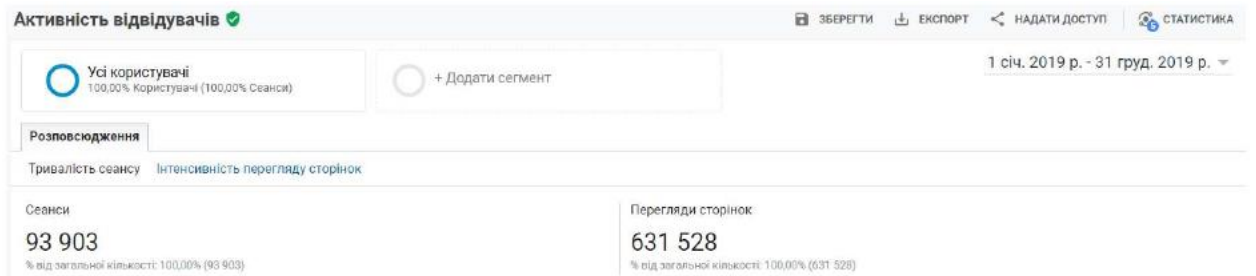 Активність відвідувачів
ЗБЕРЕГТИ ЕКСПОРТ НАДАТИ ДОСТУП 5 СТАТИСТИКА
Усі користувачі
100,00% Користувачі (100,00% Сеанси)
+ Додати сегмент
1 січ. 2019 р. - 31 груд. 2019 р.
Розповсюдження
Тривалість сеансу Інтенсивність перегляду сторінок
Сеанси
93 903
% від загальної кількості: 100,00% (93 903)
Перегляди сторінок
631 528
% від загальної кількості: 100,00% (631 528)